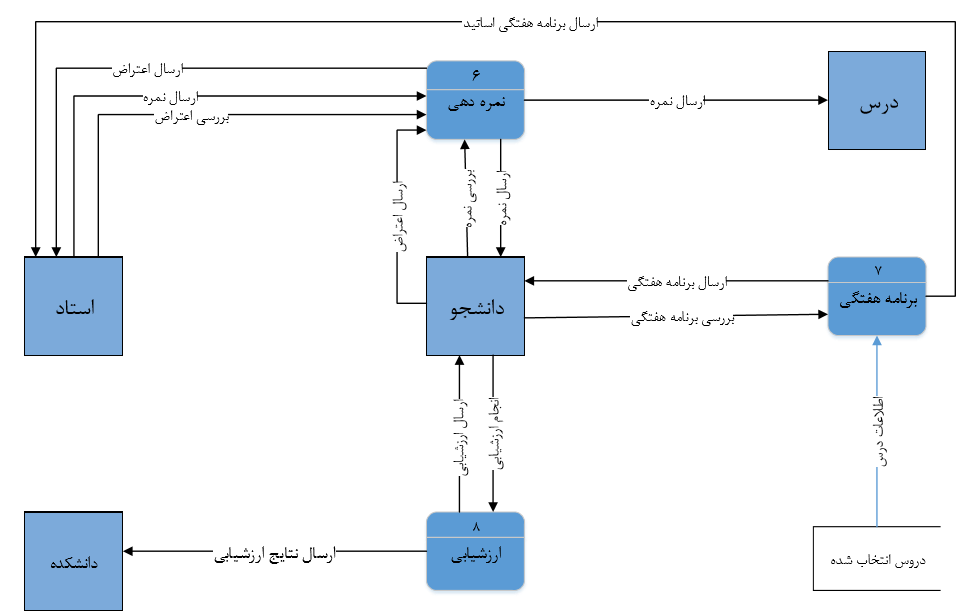 ارسال برنامه هفتگی اساتید
ارسال اعتراض
ارسال نمره
بررسی اعتراض
۶
نمره دهی
ارسال نمره
درس
ارسال اعتراض
بررسی نمره
ارسال نمره
استاد
دانشجو
ارسال برنامه هفتگی
بررسی برنامه هفتگی
۷
برنامه هفتگی
ارسال ارزشیابی
انجام ارزشیابی
اطلاعات درس
دانشکده
ارسال نتایج ارزشیابی
۸
ارزشیابی
دروس انتخاب شده